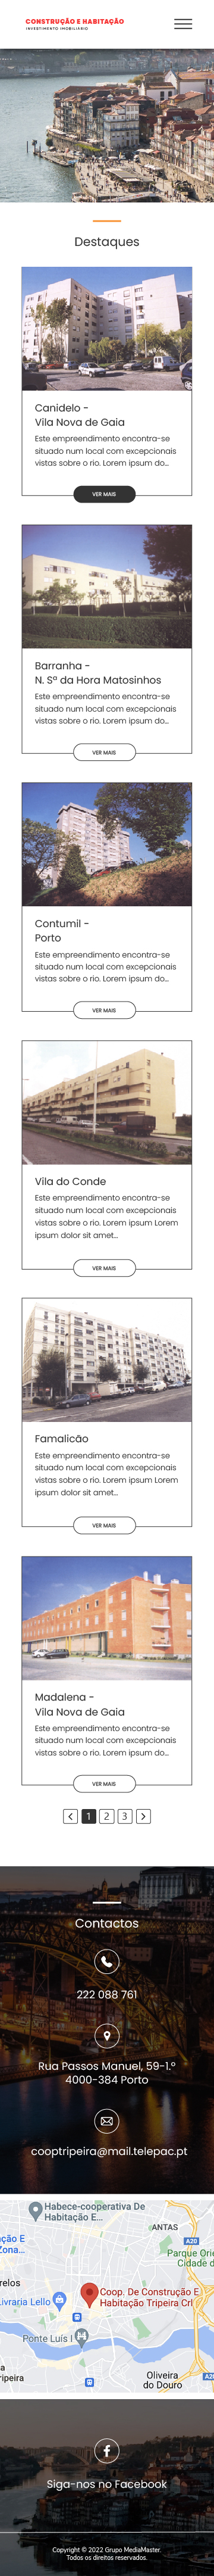 CONSTRUÇÃO E HABITAÇÃO
INVESTIMENTO IMOBILIÁRIO
Destaques
Canidelo -
Vila Nova de Gaia
Este empreendimento encontra-se
situado num local com excepcionais
vistas sobre o rio. Lorem ipsum do...
VER MAIS
Barranha -
N. Sª da Hora Matosinhos
Este empreendimento encontra-se
situado num local com excepcionais
vistas sobre o rio. Lorem ipsum do...
VER MAIS
Contumil -
Porto
Este empreendimento encontra-se
situado num local com excepcionais
vistas sobre o rio. Lorem ipsum do...
VER MAIS
Vila do Conde
Este empreendimento encontra-se
situado num local com excepcionais
vistas sobre o rio. Lorem ipsum Lorem
ipsum dolor sit amet...
VER MAIS
Famalicão
Este empreendimento encontra-se
situado num local com excepcionais
vistas sobre o rio. Lorem ipsum Lorem
ipsum dolor sit amet...
VER MAIS
Madalena -
Vila Nova de Gaia
Este empreendimento encontra-se
situado num local com excepcionais
vistas sobre o rio. Lorem ipsum do...
VER MAIS
1 2 3
Contactos
222 088 761
Rua Passos Manuel, 59-1.º
4000-384 Porto
cooptripeira@mail.telepac.pt
Habece-cooperativa De
Habitação E...
ANTAS
ação E
Zona...
A20
Parque Orie
Cidade d
relos
Livraria Lello
Coop. De Construção E
Habitação Tripeira Crl
Ponte Luís I
a
ripeira
Oliveira
do Douro
A20
Siga-nos no Facebook
Copyright © 2022 Grupo MediaMaster.
Todos os direitos reservados.